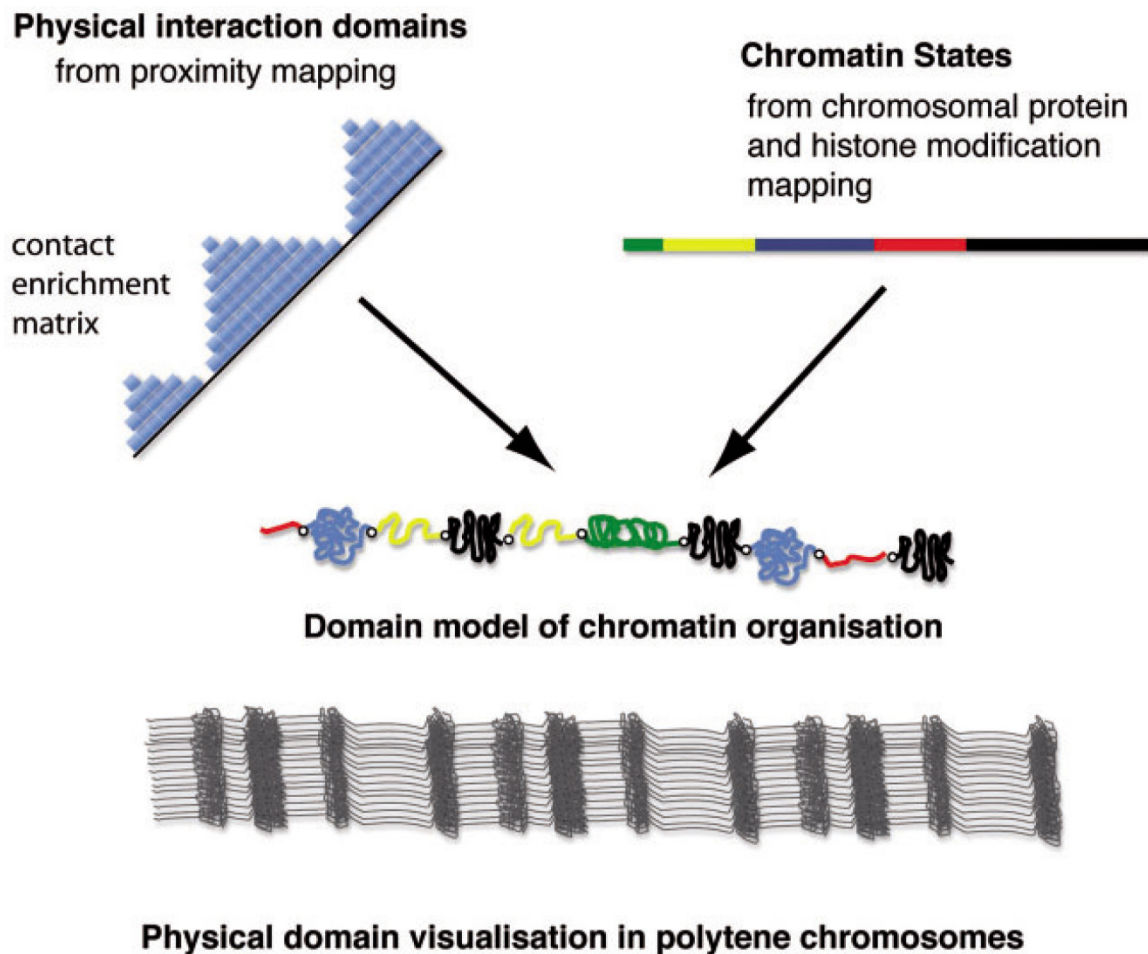 Physical interaction domains
from proximity mapping
contact
enrichment
matrix
Chromatin States
from chromosomal protein
and histone modification
mapping
Domain model of chromatin organisation
Physical domain visualisation in polytene chromosomes